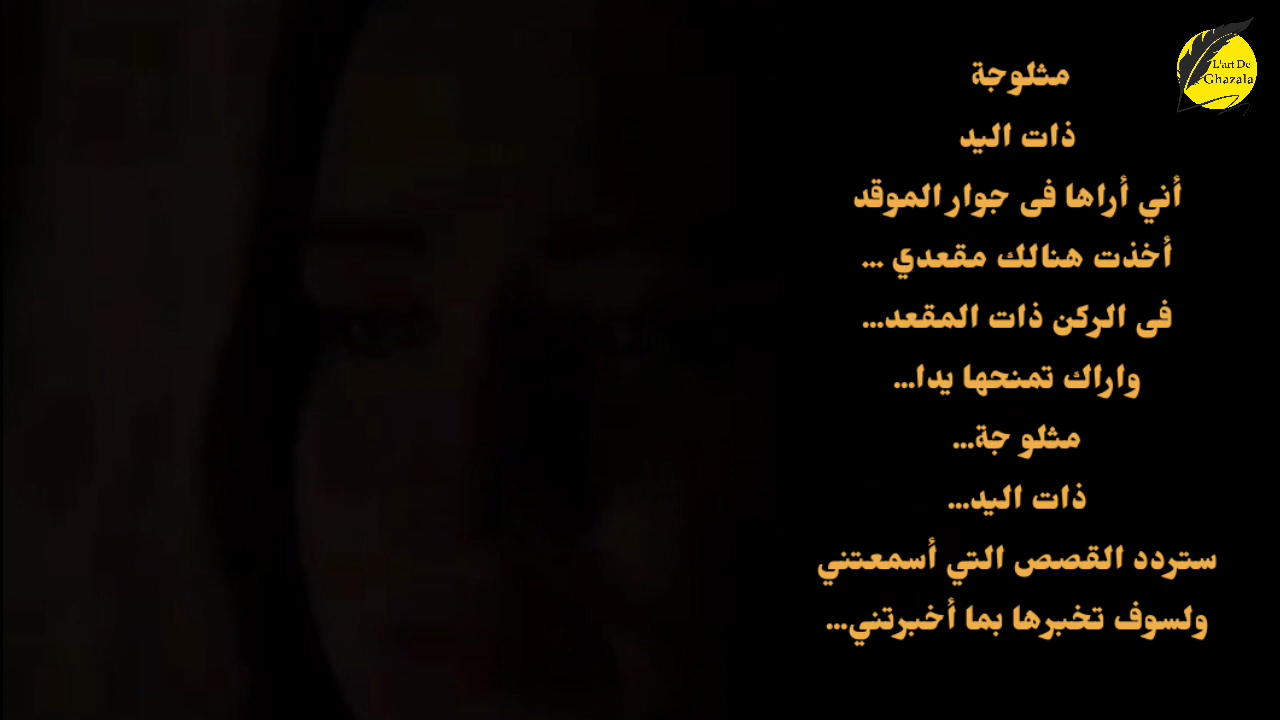 L'art De
Ghazala
مثلوجة
ذات اليد
أني أراها فى جوار الموقد
أخذت هنالك مقعدي ...
فى الركن ذات المقعد...
واراك تمنحها يدا...
مثلو جة...
ذات اليد...
ستردد القصص التي أسمعتني
ولسوف تخبرها بما أخبرتني...